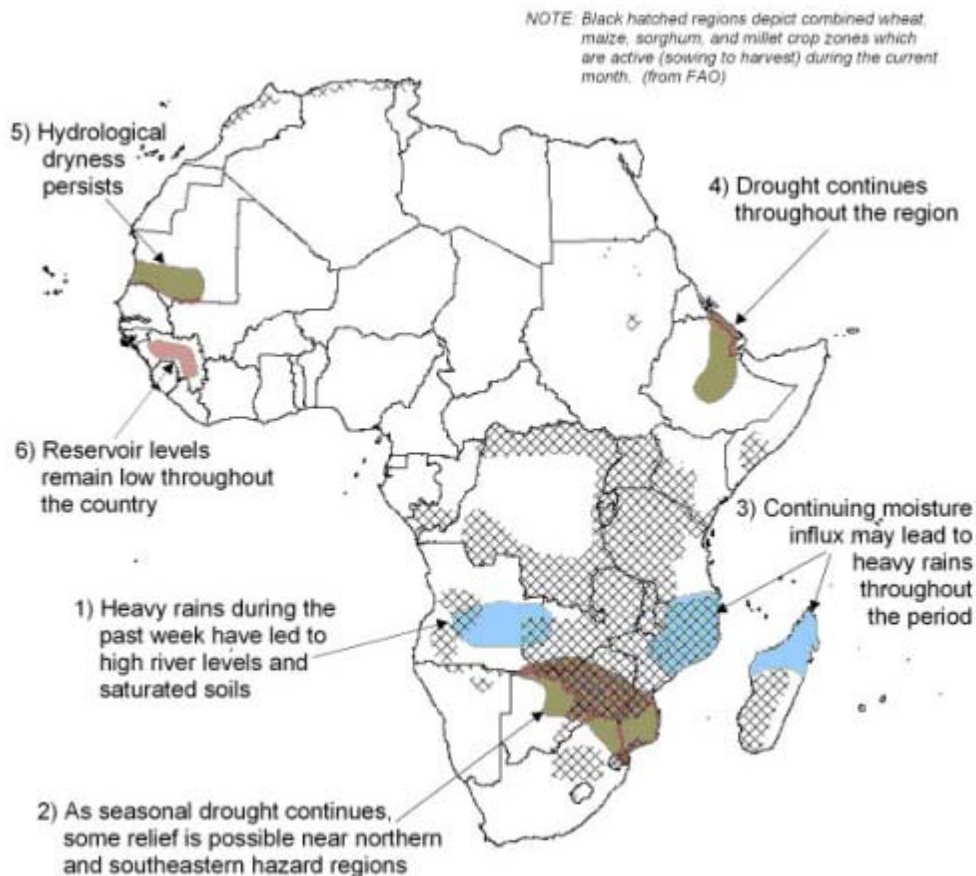 NOTE: Black hatched regions depict combined wheat,
maize, sorghum, and millet crop zones which
are active (sowing to harvest) during the current
month. (from FAO)
5) Hydrological
dryness
persists
4) Drought continues
throughout the region
6) Reservoir levels
remain low throughout
the country
3) Continuing moisture
influx may lead to
heavy rains
throughout
the period
1) Heavy rains during the
past week have led to
high river levels and
saturated soils
2) As seasonal drought continues,
some relief is possible near northern
and southeastern hazard regions